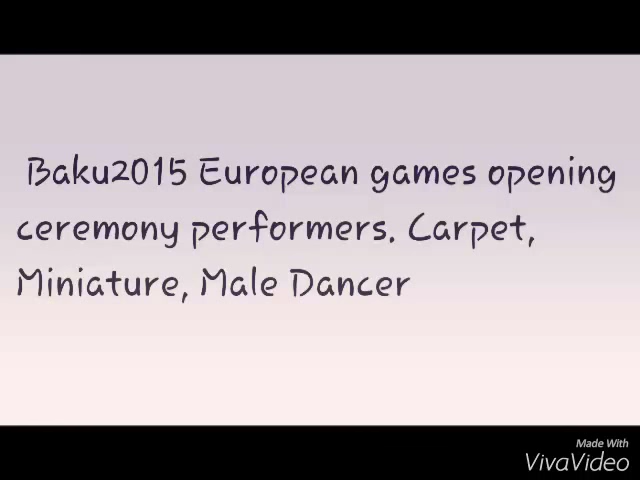 Baku2015 European games opening
ceremony performers. Carpet,
Miniature, Male Dancer
Made With
VivaVideo